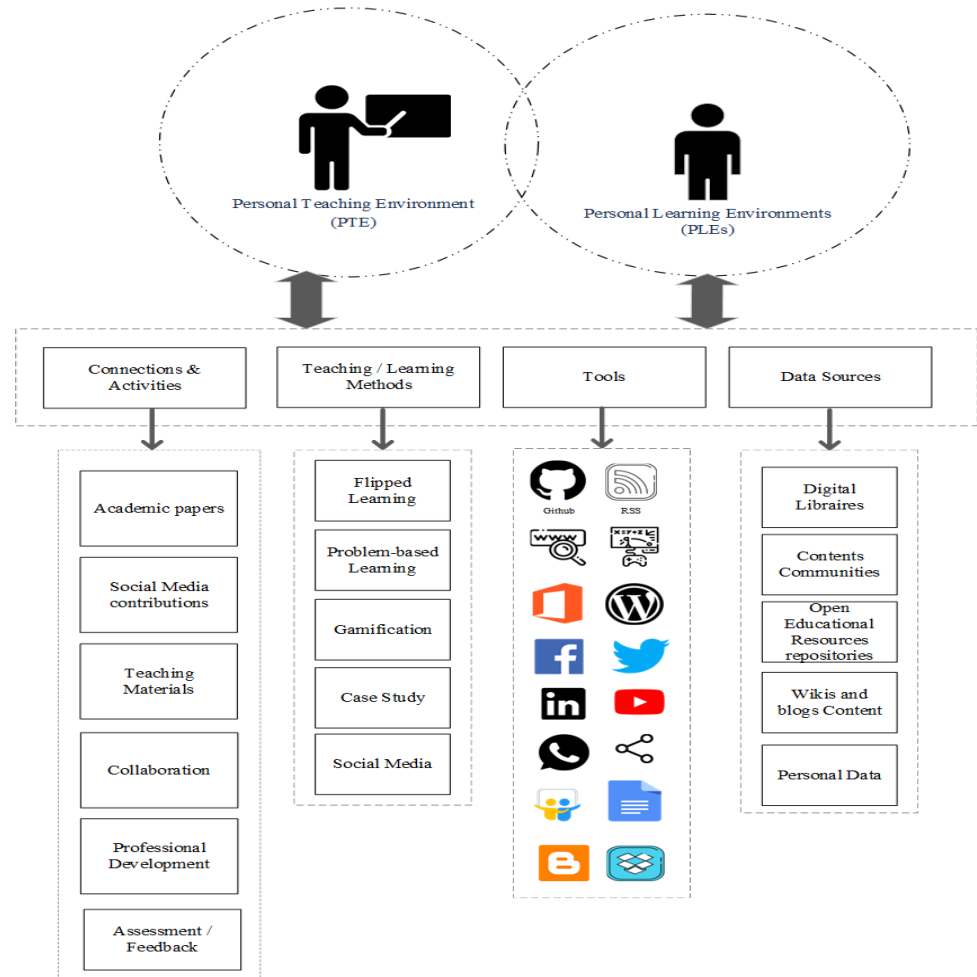 Personal Teaching Environment
(PTE)
Personal Learning Environments
(PLEs)
Connections &
Activities
Teaching / Learning
Methods
Tools
Data Sources
Academic papers
Social Media
contributions
Teaching
Materials
Collaboration
Professional
Development
Assessment /
Feedback
Flipped
Learning
Problem-based
Learning
Gamification
Case Study
Social Media
Github
RSS
www
X=Y+Z
in
Digital
Libraires
Contents
Communities
Open
Educational
Resources
repositories
Wikis and
blogs Content
Personal Data